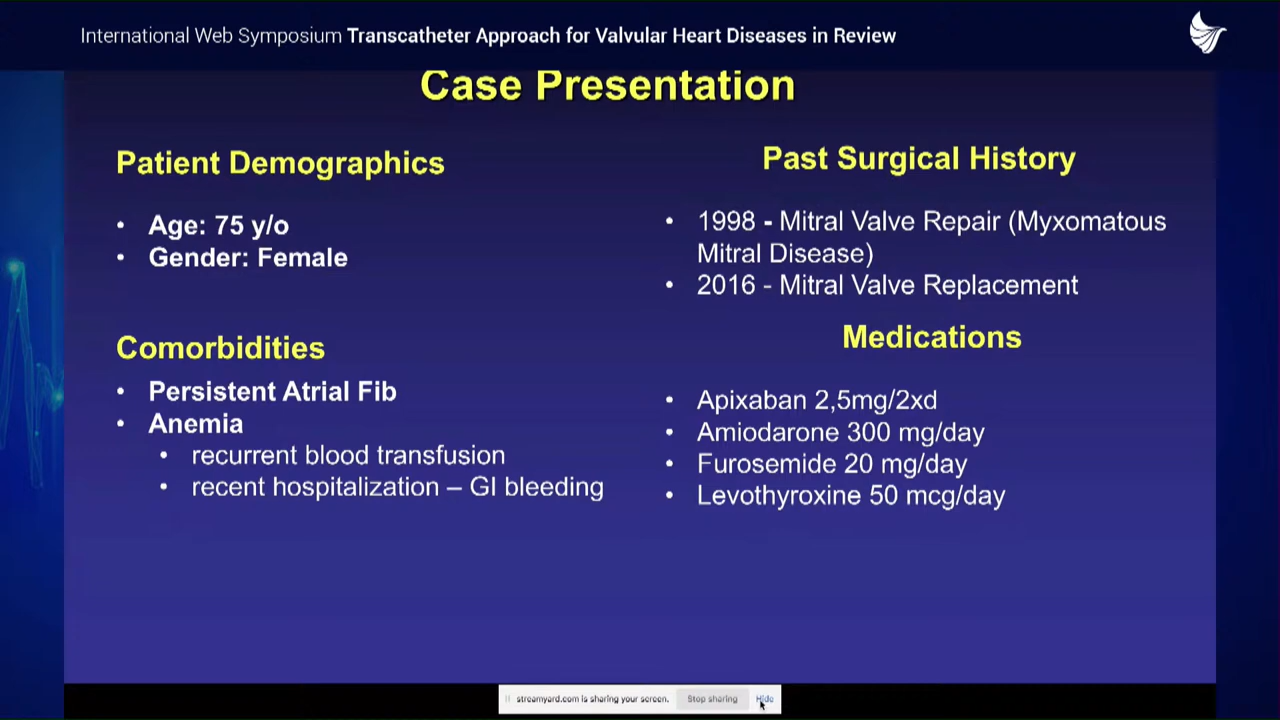 International Web Symposium Transcatheter Approach for Valvular Heart Diseases in Review
Case Presentation
Patient Demographics
• Age: 75 y/o
• Gender: Female
Comorbidities
• Persistent Atrial Fib
• Anemia
• recurrent blood transfusion
• recent hospitalization – GI bleeding
Past Surgical History
• 1998 - Mitral Valve Repair (Myxomatous
Mitral Disease)
• 2016 - Mitral Valve Replacement
Medications
• Apixaban 2,5mg/2xd
• Amiodarone 300 mg/day
• Furosemide 20 mg/day
• Levothyroxine 50 mcg/day
streamyard.com is sharing your screen. Stop sharing Hide